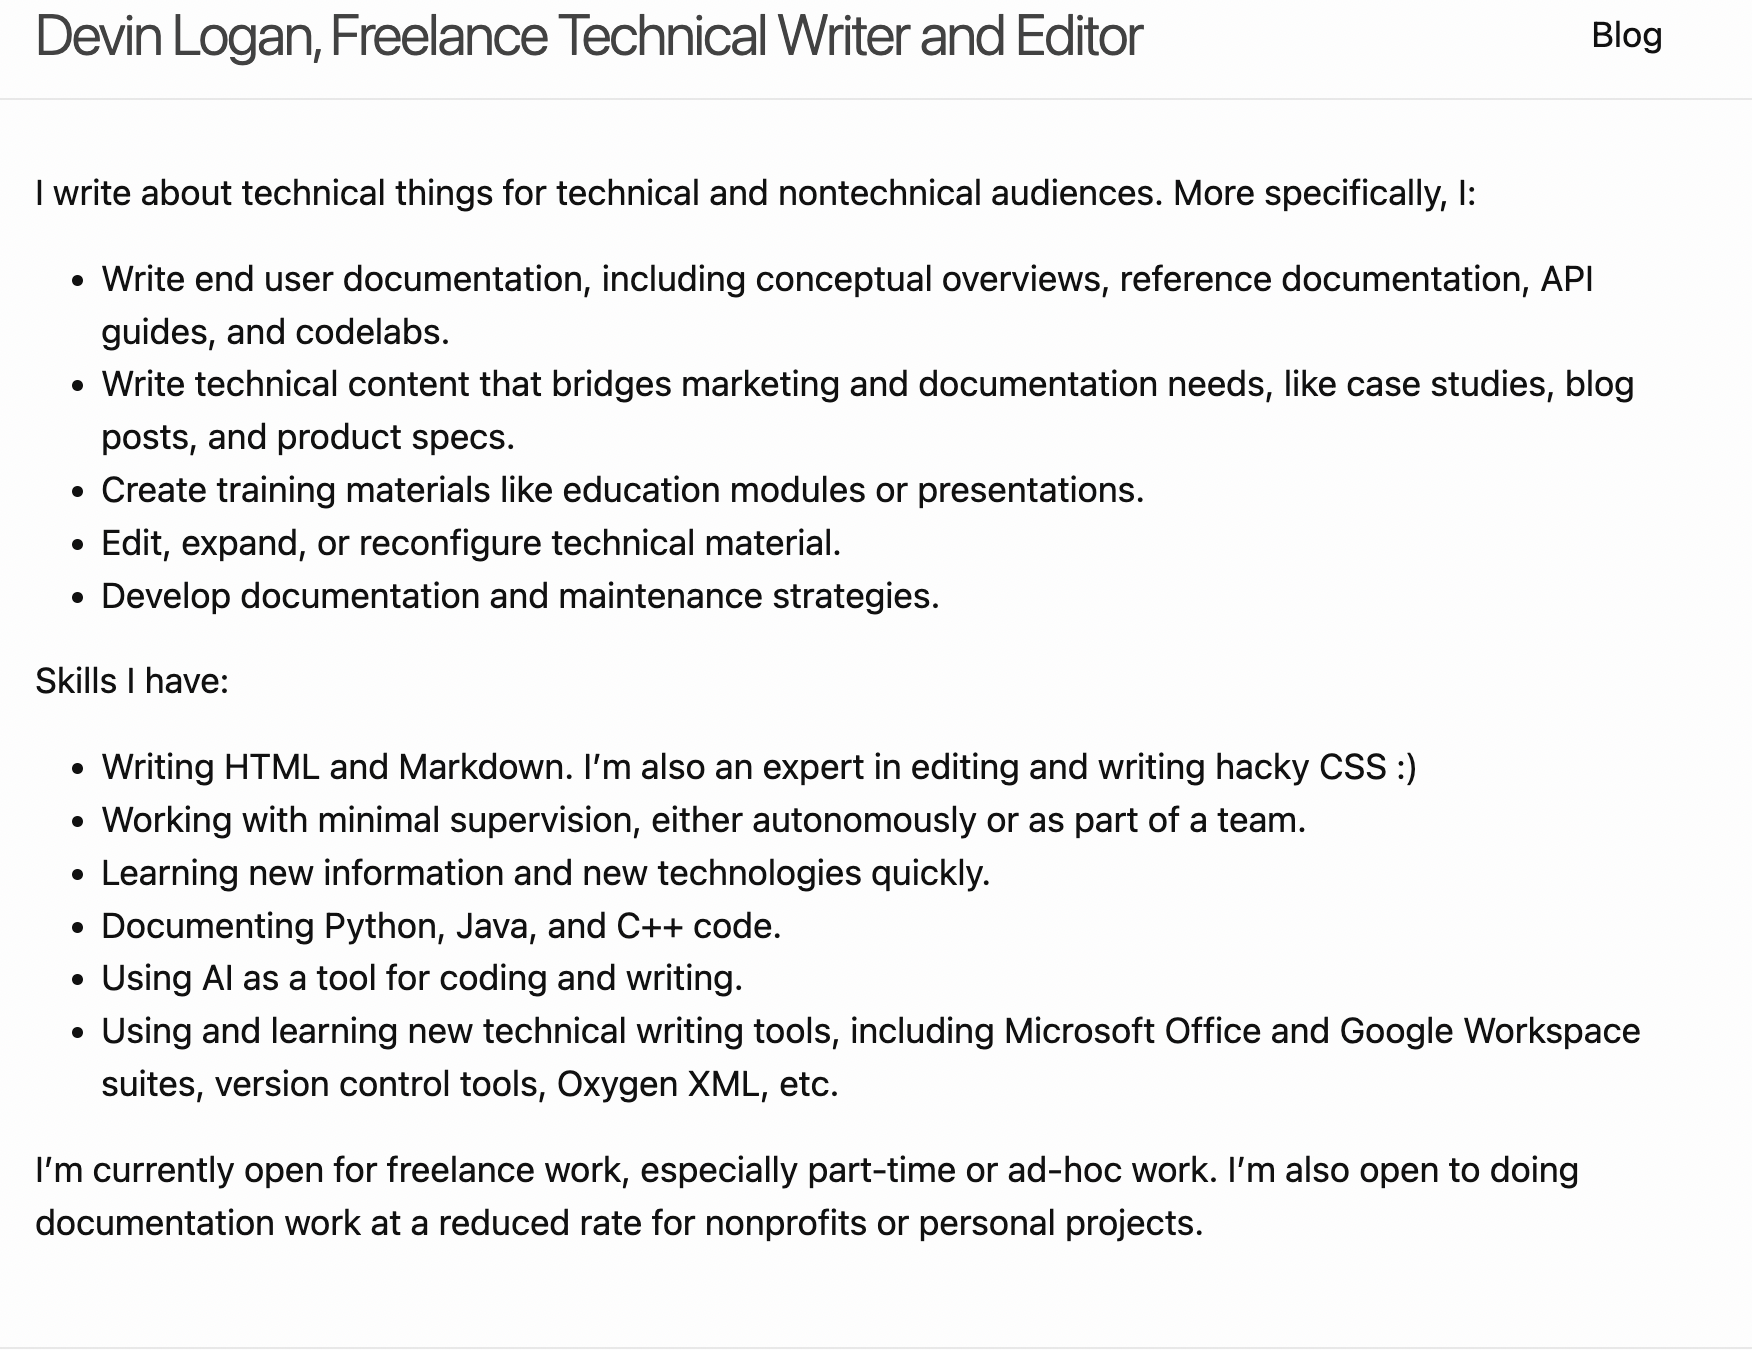 Devin Logan, Freelance Technical Writer and Editor
Blog
I write about technical things for technical and nontechnical audiences. More specifically, I:
• Write end user documentation, including conceptual overviews, reference documentation, API
guides, and codelabs.
• Write technical content that bridges marketing and documentation needs, like case studies, blog
posts, and product specs.
• Create training materials like education modules or presentations.
• Edit, expand, or reconfigure technical material.
• Develop documentation and maintenance strategies.
Skills I have:
• Writing HTML and Markdown. I’m also an expert in editing and writing hacky CSS :)
• Working with minimal supervision, either autonomously or as part of a team.
• Learning new information and new technologies quickly.
• Documenting Python, Java, and C++ code.
• Using AI as a tool for coding and writing.
• Using and learning new technical writing tools, including Microsoft Office and Google Workspace
suites, version control tools, Oxygen XML, etc.
I’m currently open for freelance work, especially part-time or ad-hoc work. I’m also open to doing
documentation work at a reduced rate for nonprofits or personal projects.